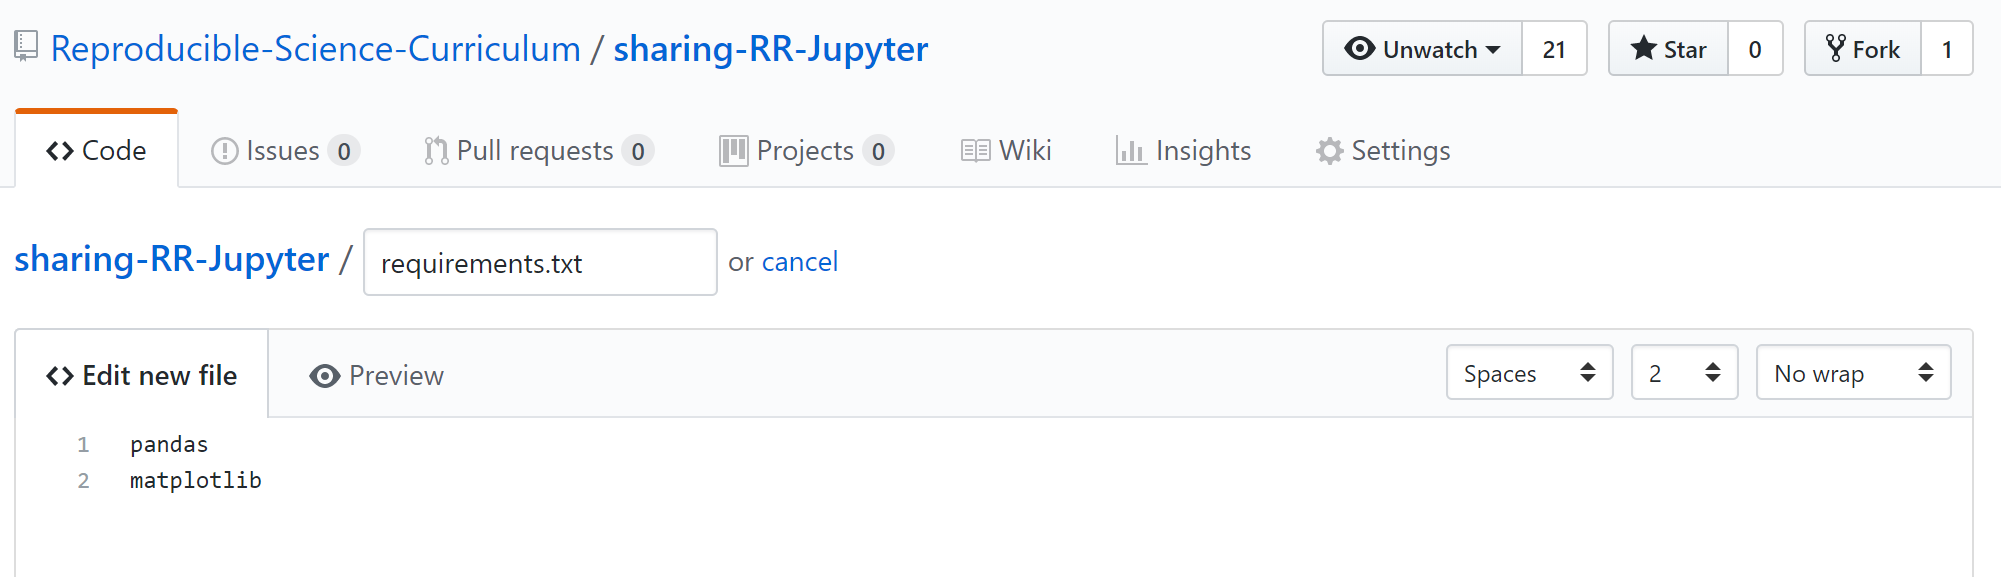 Reproducible-Science-Curriculum / sharing-RR-Jupyter Unwatch 21 Star 0 Fork 1
Code Issues 0 Pull requests 0 Projects 0 Wiki Insights Settings
sharing-RR-Jupyter / requirements.txt or cancel
Edit new file Preview Spaces 2 No wrap
1 pandas
2 matplotlib